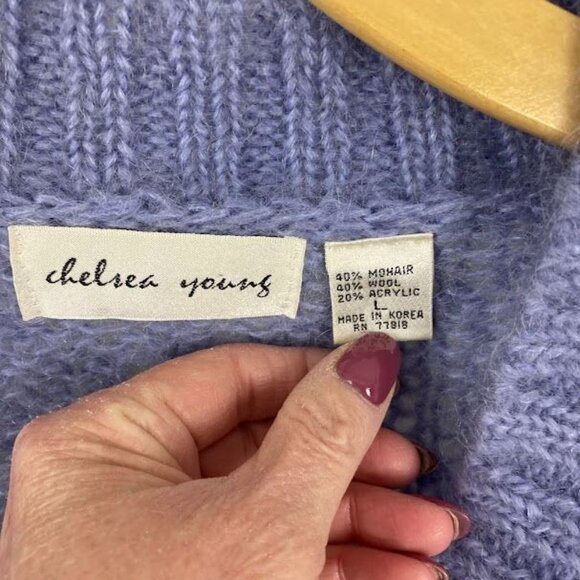 chelsea young
40% MOHAIR
40% WOOL
20% ACRYLIC
L
MADE IN KOREA
RN 77818